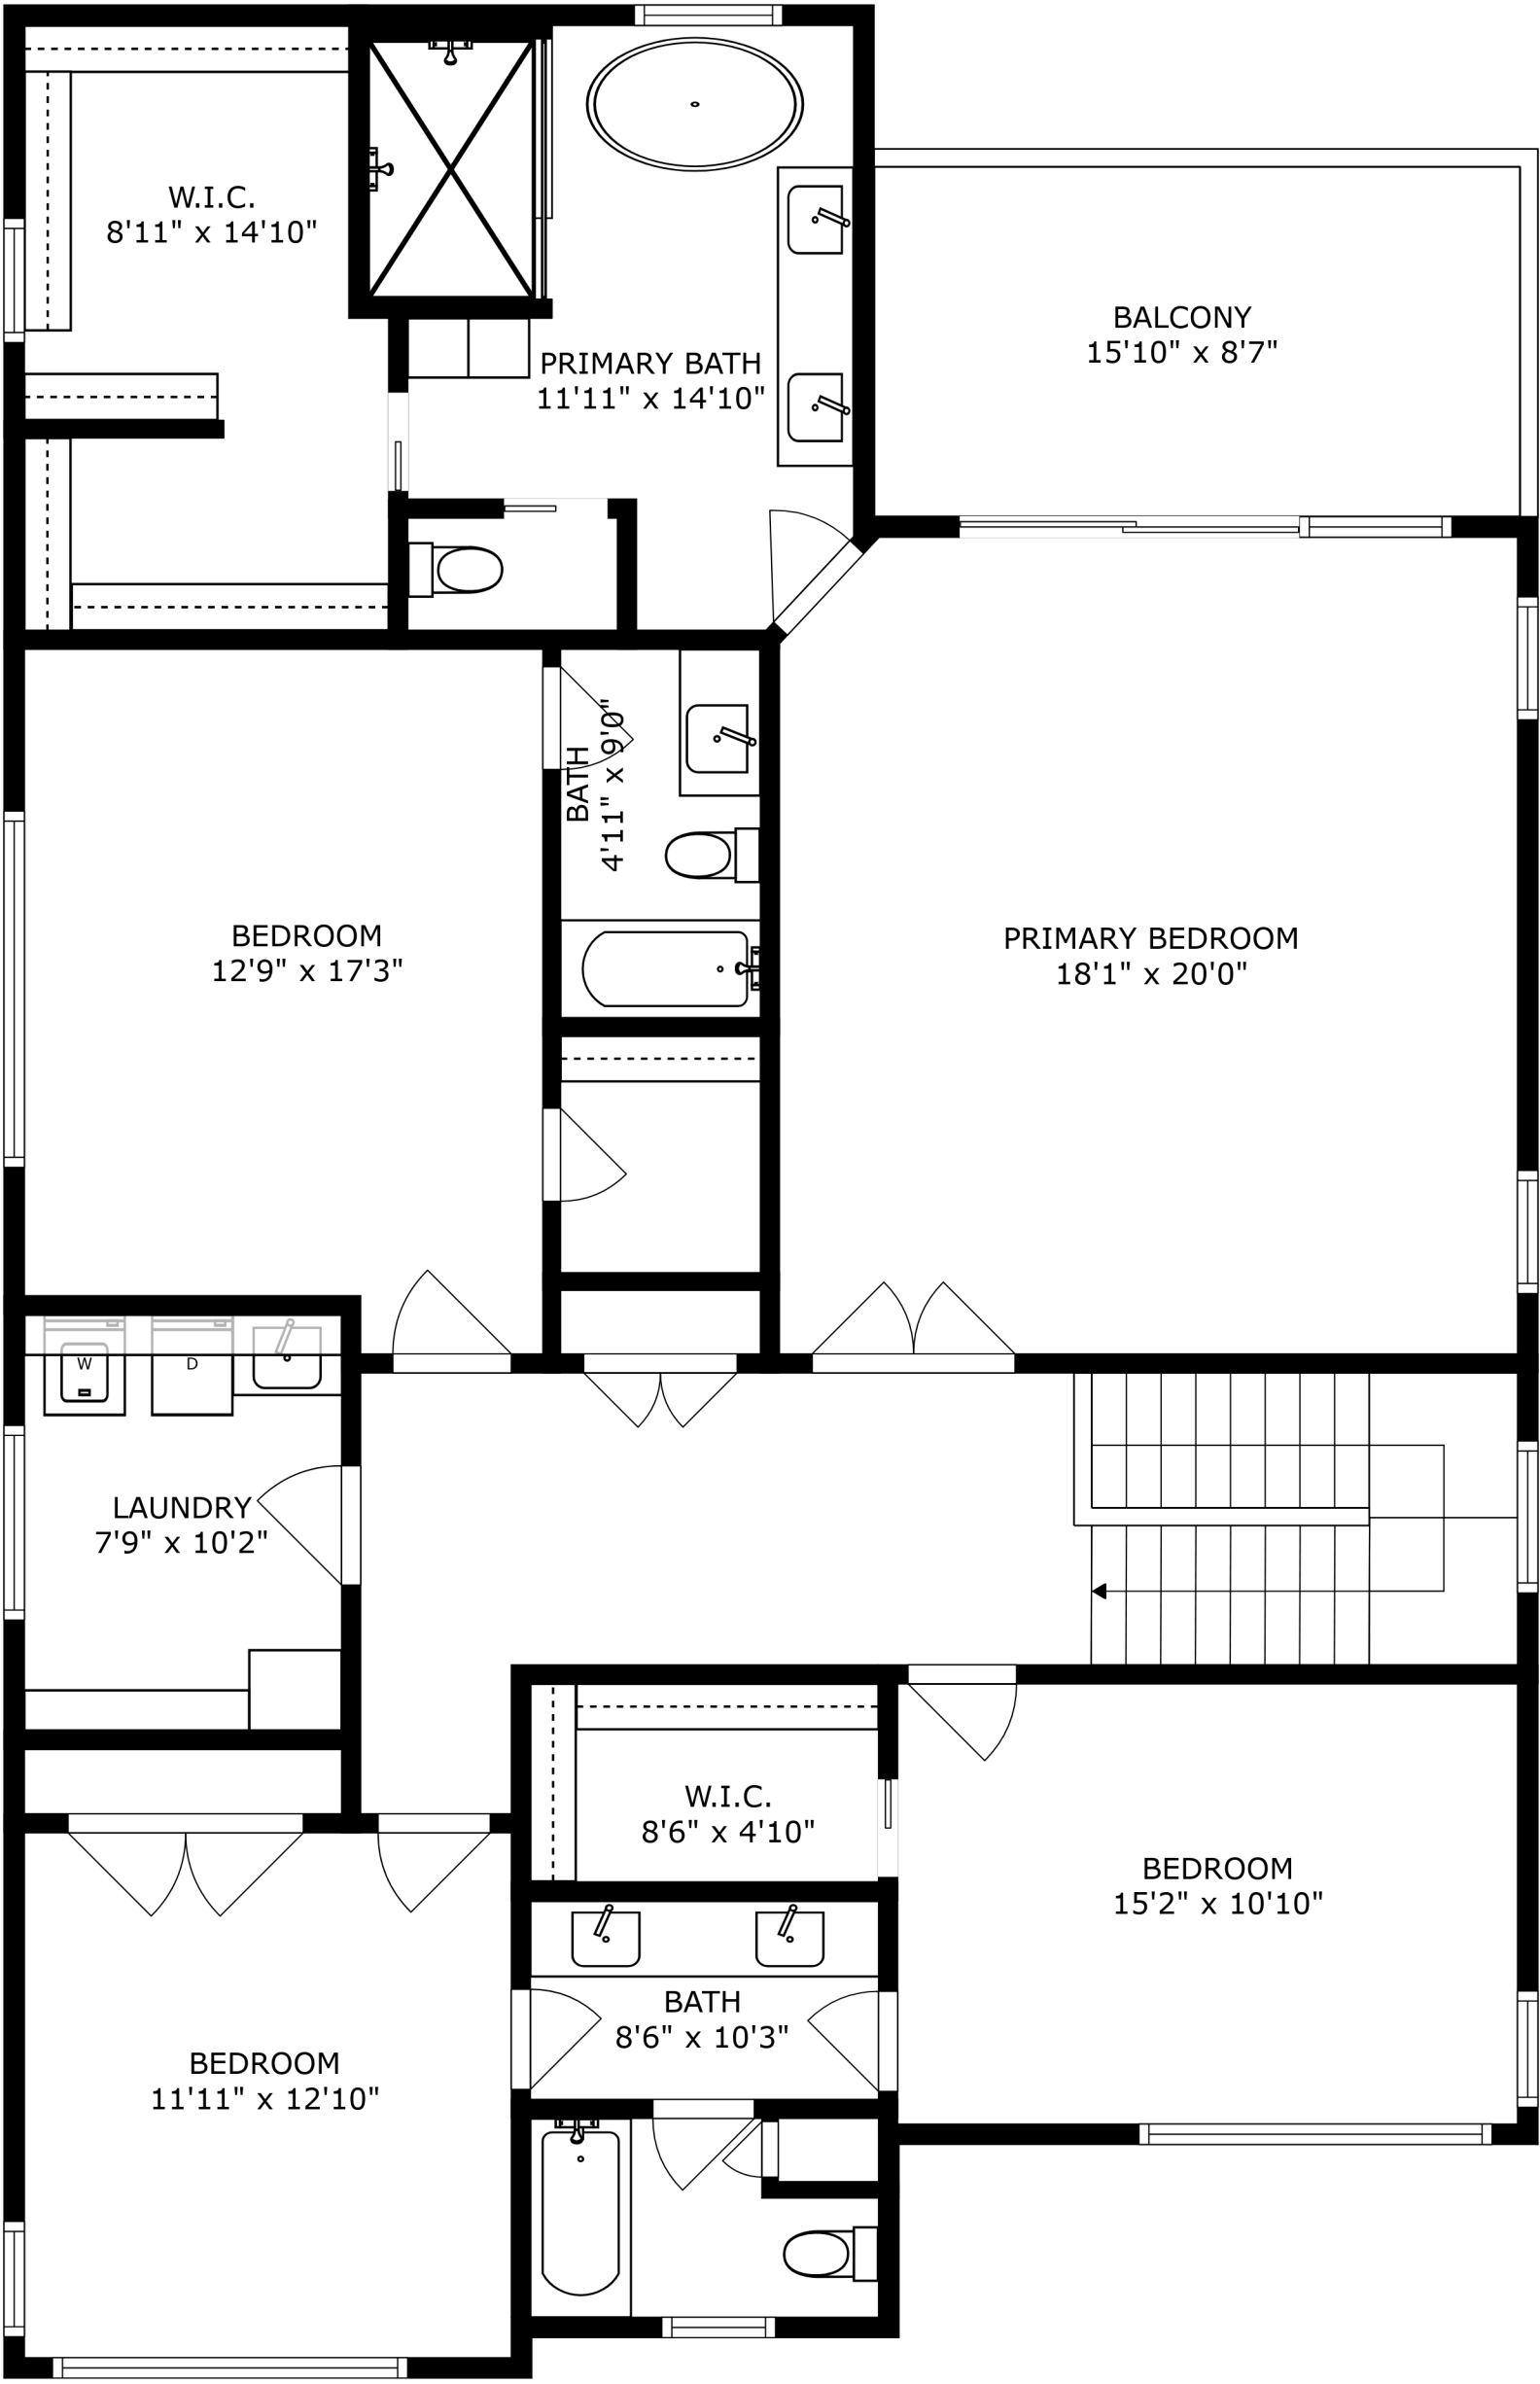 W.I.C.
8'11" x 14'10"
BALCONY
15'10" x 8'7"
PRIMARY BATH
11'11" x 14'10"
BATH
4'11" x 9'0"
BEDROOM
12'9" x 17'3"
PRIMARY BEDROOM
18'1" x 20'0"
W
D
LAUNDRY
7'9" x 10'2"
W.I.C.
8'6" x 4'10"
BEDROOM
15'2" x 10'10"
BATH
8'6" x 10'3"
BEDROOM
11'11" x 12'10"